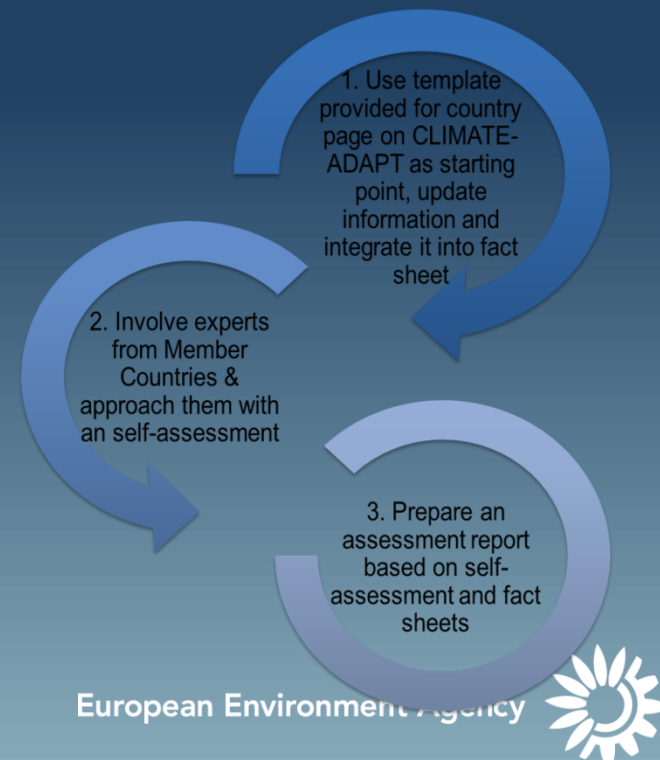 1. Use template
provided for country
page on CLIMATE-
ADAPT as starting
point, update
information and
integrate it into fact
sheet
2. Involve experts
from Member
Countries &
approach them with
an self-assessment
3. Prepare an
assessment report
based on self-
assessment and fact
sheets
European Environment Agency